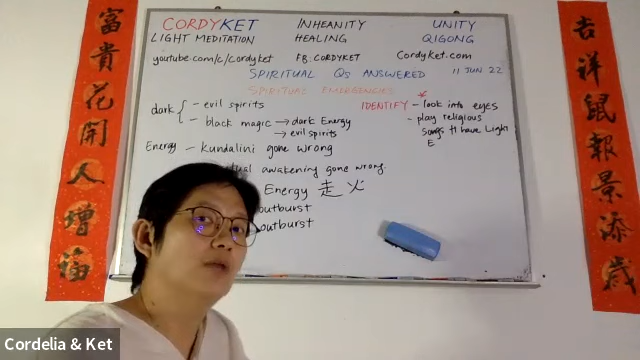 富貴花開人增福
CORDYKET
LIGHT MEDITATION
INHEANITY
HEALING
UNITY
QIGONG
youtube.com/c/cordyket
FB: CORDYKET
Cordyket.com
SPIRITUAL Qs ANSWERED 11 JUN 22
SPIRITUAL EMERGENCIES
dark { - evil spirits
- black magic → dark Energy
→ evil spirits
Energy - kundalini gone wrong
awakening gone wrong.
Energy 走火
outburst
outburst
IDENTIFY - look into eyes
- play religious
songs tt have Light
E
吉祥鼠報景添歲
Cordelia & Ket